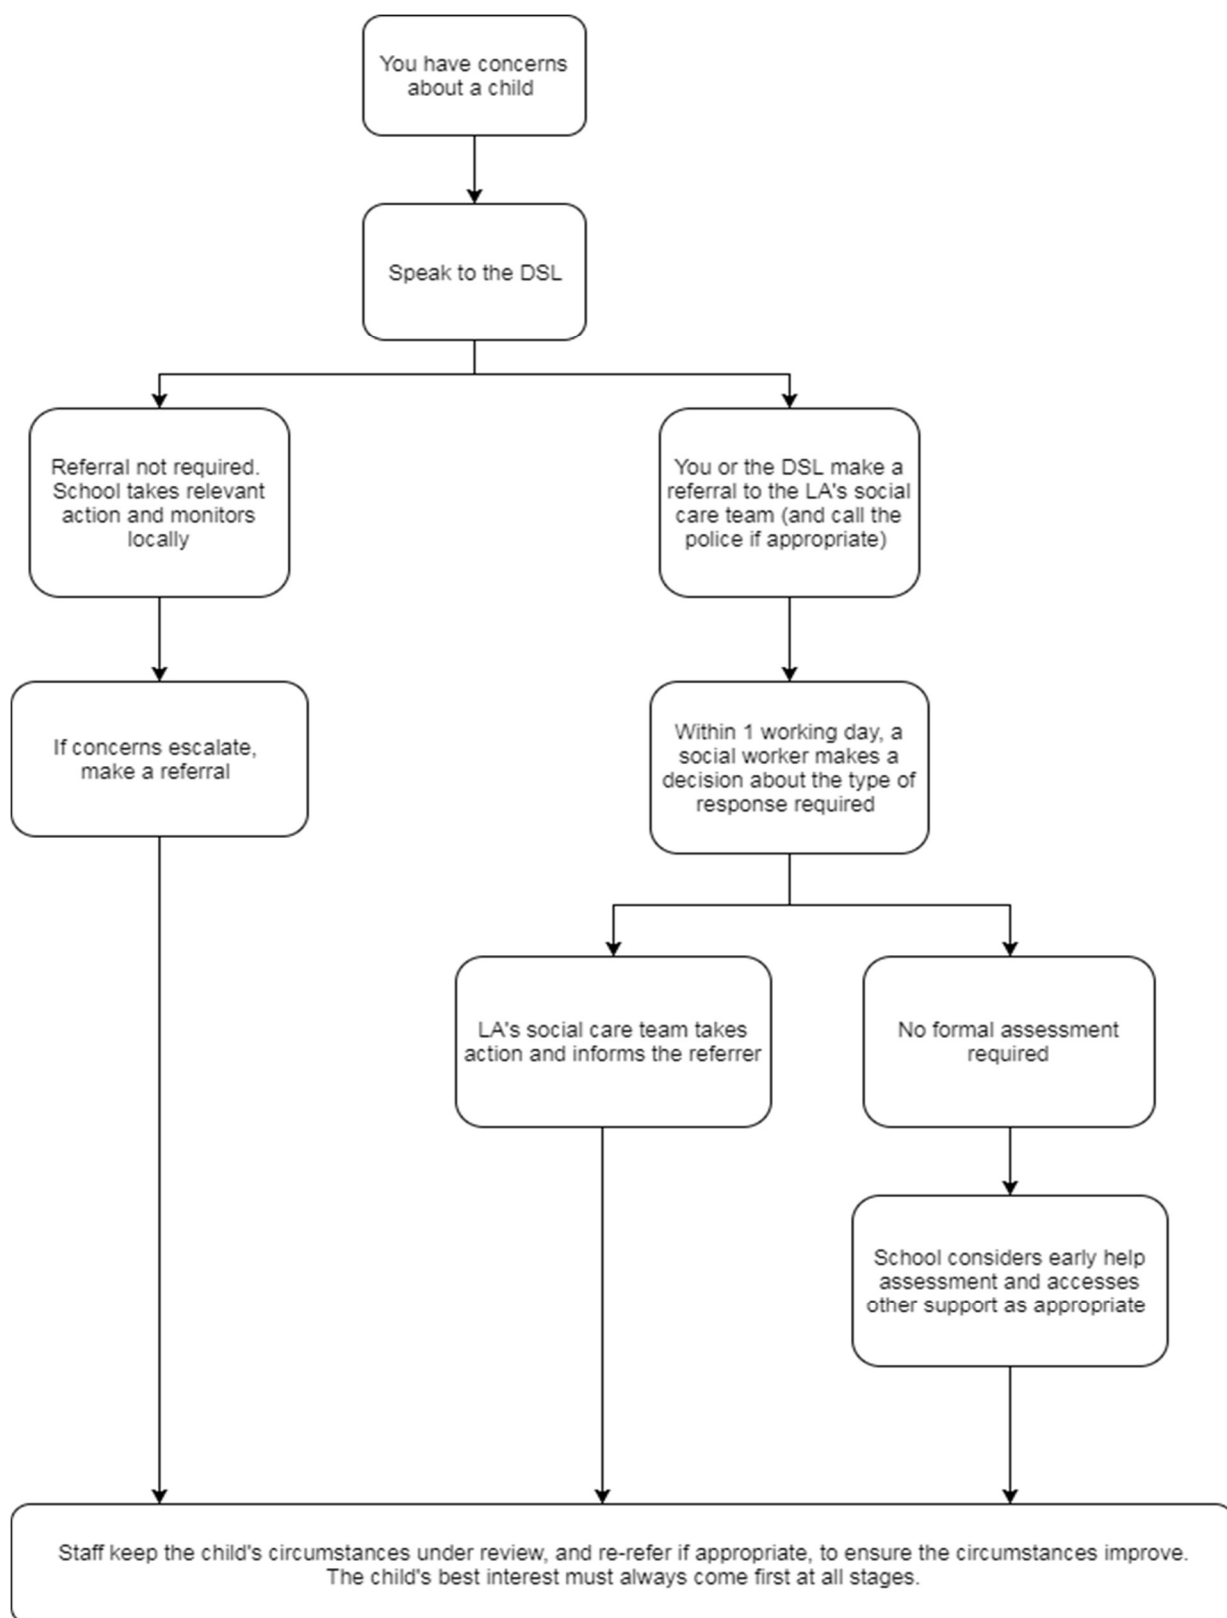 You have concerns
about a child
Speak to the DSL
Referral not required.
School takes relevant
action and monitors
locally
You or the DSL make a
referral to the LA's social
care team (and call the
police if appropriate)
If concerns escalate,
make a referral
Within 1 working day, a
social worker makes a
decision about the type of
response required
LA's social care team takes
action and informs the referrer
No formal assessment
required
School considers early help
assessment and accesses
other support as appropriate
Staff keep the child's circumstances under review, and re-refer if appropriate, to ensure the circumstances improve.
The child's best interest must always come first at all stages.